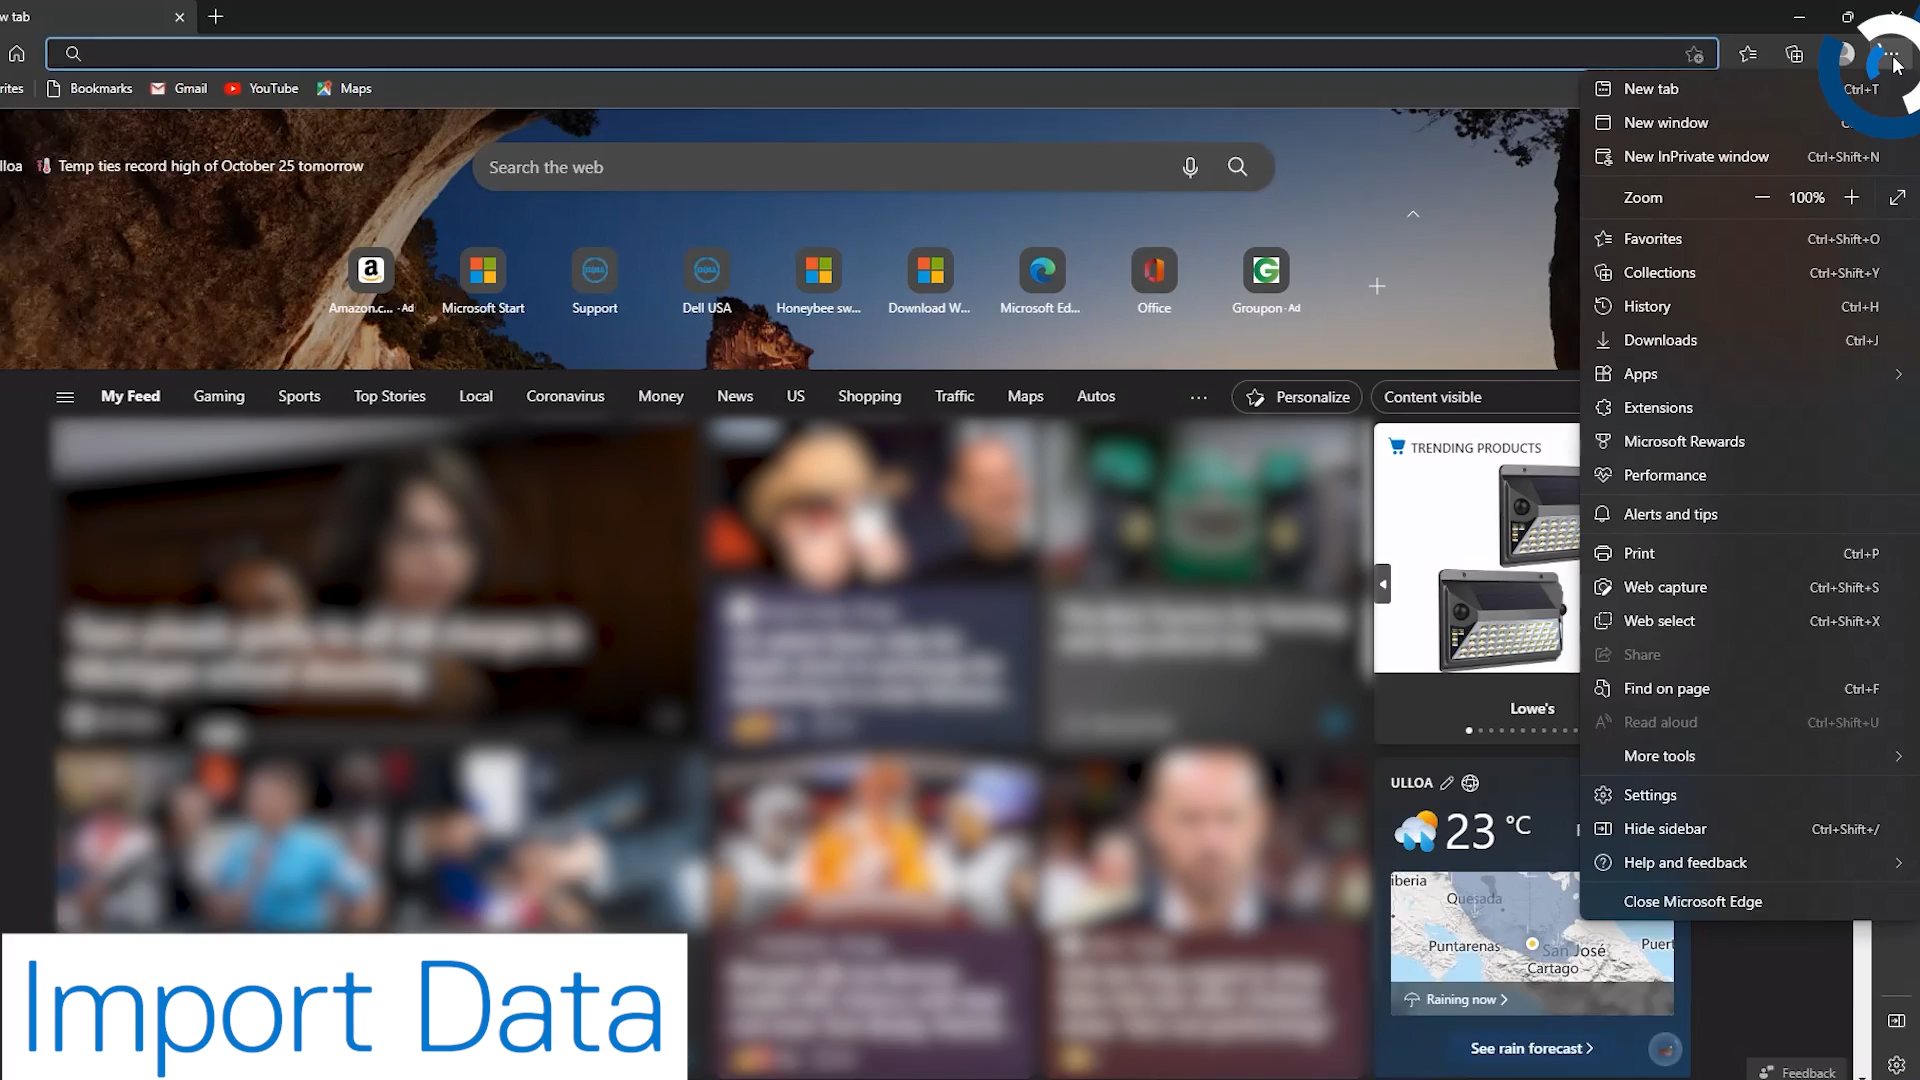 w tab
rites
Bookmarks
Gmail
YouTube
Maps
lloa
Temp ties record high of October 25 tomorrow
Search the web
Amazon.c... · Ad
Microsoft Start
Support
Dell USA
Honeybee sw...
Download W...
Microsoft Ed...
Office
Groupon · Ad
My Feed
Gaming
Sports
Top Stories
Local
Coronavirus
Money
News
US
Shopping
Traffic
Maps
Autos
...
Personalize
Content visible
TRENDING PRODUCTS
Lowe's
ULLOA
23 °C
iberia
Quesada
Puntarenas
San José
Puert
Cartago
Raining now >
See rain forecast >
Feedback
New tab Ctrl+T
New window
New InPrivate window Ctrl+Shift+N
Zoom — 100% +
Favorites Ctrl+Shift+O
Collections Ctrl+Shift+Y
History Ctrl+H
Downloads Ctrl+J
Apps
Extensions
Microsoft Rewards
Performance
Alerts and tips
Print Ctrl+P
Web capture Ctrl+Shift+S
Web select Ctrl+Shift+X
Share
Find on page Ctrl+F
Read aloud Ctrl+Shift+U
More tools
Settings
Hide sidebar Ctrl+Shift+/
Help and feedback
Close Microsoft Edge
Import Data